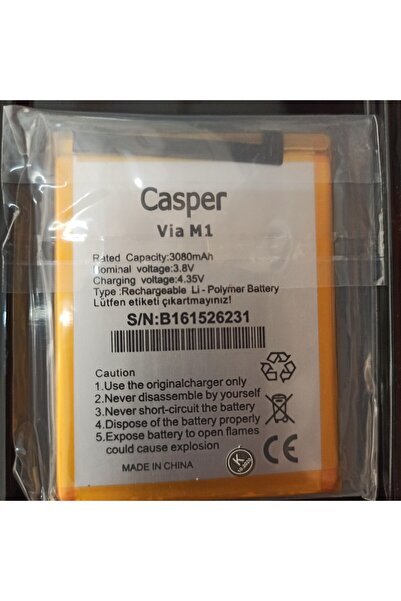 Casper
Via M1
Rated Capacity:3080mAh
Nominal voltage:3.8V
Charging voltage:4.35V
Type :Rechargeable Li - Polymer Battery
Lütfen etiketi çıkartmayınız!
S/N:B161526231
Caution
1.Use the originalcharger only
2.Never disassemble by yourself
3.Never short-circuit the battery
4.Dispose of the battery properly
5.Expose battery to open flames
could cause explosion
MADE IN CHINA
K
CE